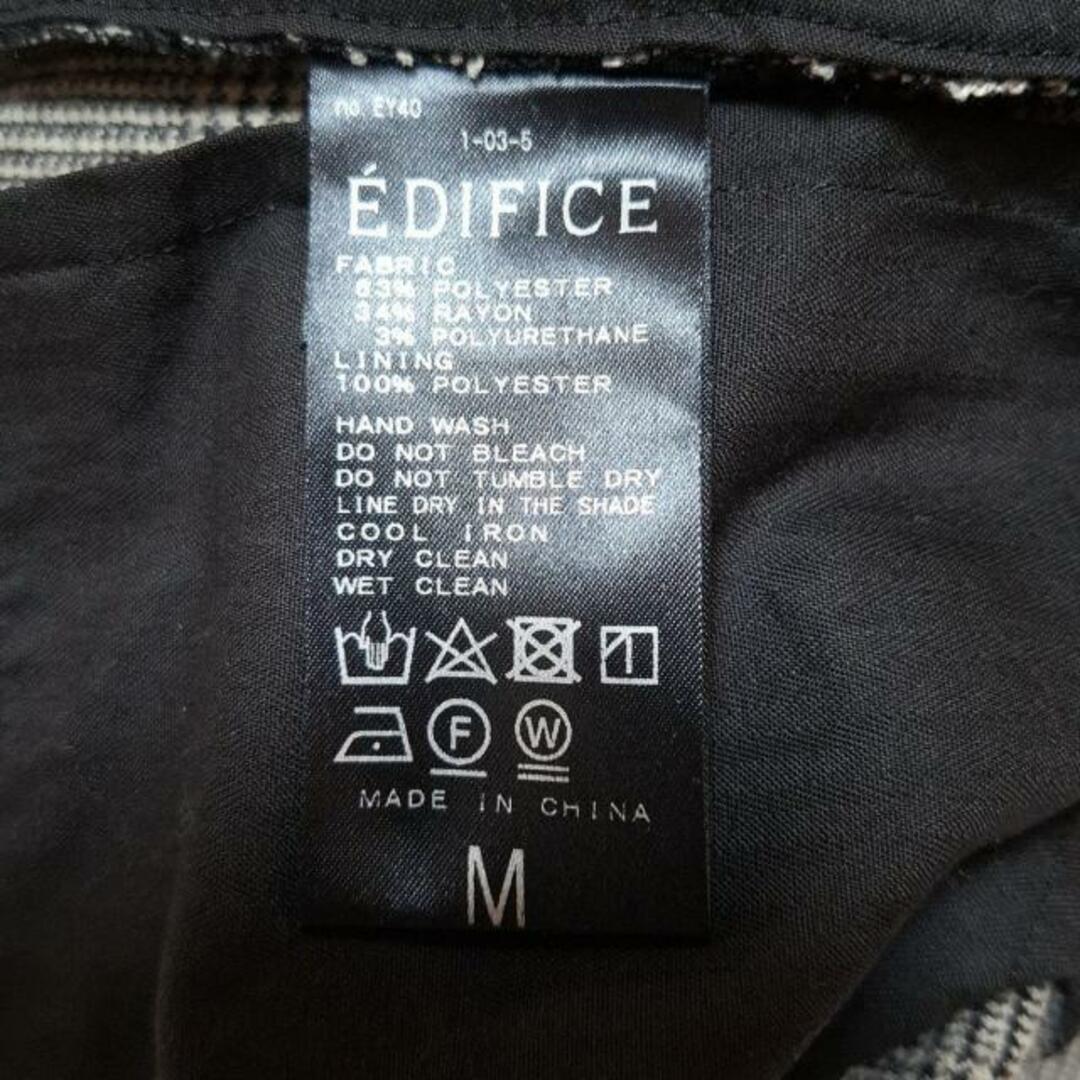 no. EY40
1-03-5
ÉDIFICE
FABRIC
63% POLYESTER
34% RAYON
3% POLYURETHANE
LINING
100% POLYESTER
HAND WASH
DO NOT BLEACH
DO NOT TUMBLE DRY
LINE DRY IN THE SHADE
COOL IRON
DRY CLEAN
WET CLEAN
F W
MADE IN CHINA
M